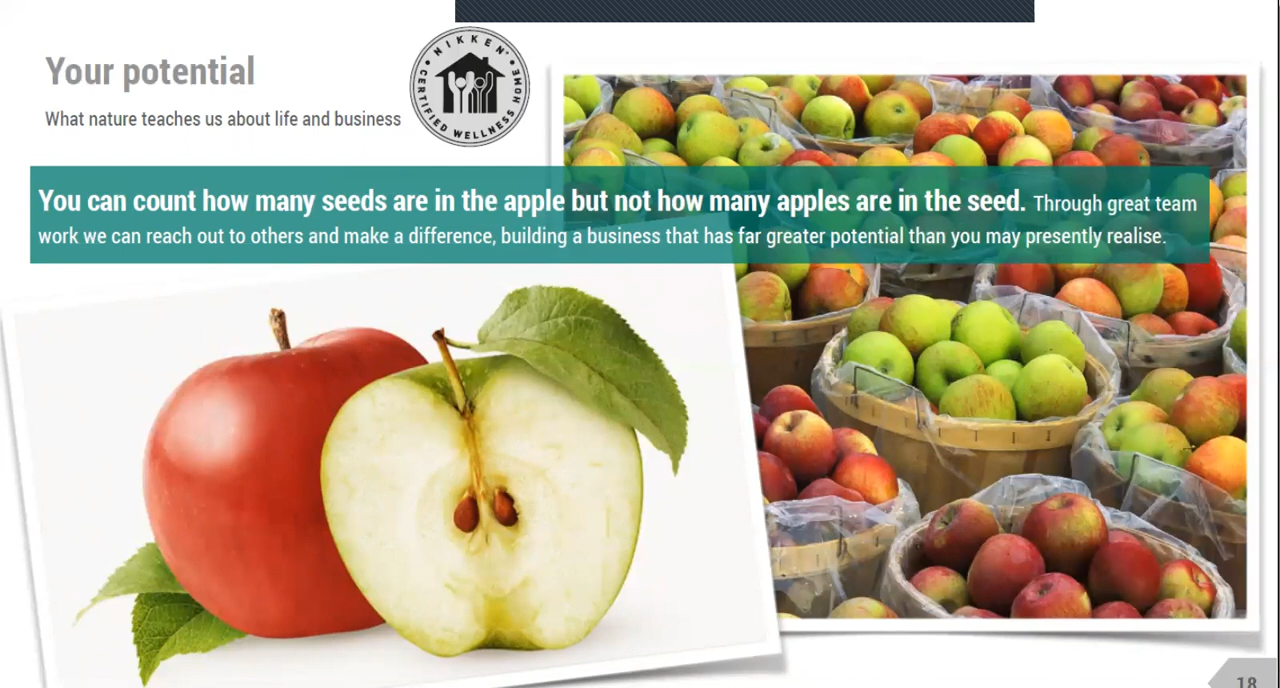 Your potential
What nature teaches us about life and business
NIKKEN®
CERTIFIED WELLNESS HOME
You can count how many seeds are in the apple but not how many apples are in the seed. Through great team
work we can reach out to others and make a difference, building a business that has far greater potential than you may presently realise.
18